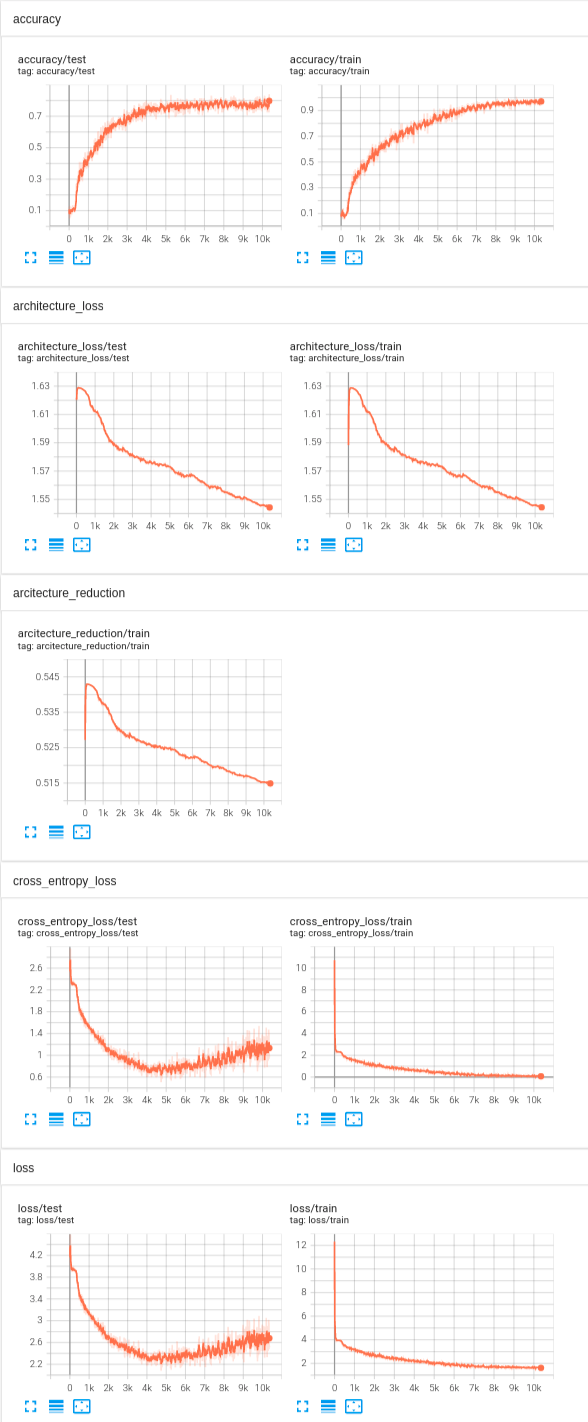 accuracy
accuracy/test
tag: accuracy/test
0.7
0.5
0.3
0.1
0 1k 2k 3k 4k 5k 6k 7k 8k 9k 10k
accuracy/train
tag: accuracy/train
0.9
0.7
0.5
0.3
0.1
0 1k 2k 3k 4k 5k 6k 7k 8k 9k 10k
architecture_loss
architecture_loss/test
tag: architecture_loss/test
1.63
1.61
1.59
1.57
1.55
0 1k 2k 3k 4k 5k 6k 7k 8k 9k 10k
architecture_loss/train
tag: architecture_loss/train
1.63
1.61
1.59
1.57
1.55
0 1k 2k 3k 4k 5k 6k 7k 8k 9k 10k
arcitecture_reduction
arcitecture_reduction/train
tag: arcitecture_reduction/train
0.545
0.535
0.525
0.515
0 1k 2k 3k 4k 5k 6k 7k 8k 9k 10k
cross_entropy_loss
cross_entropy_loss/test
tag: cross_entropy_loss/test
2.6
2.2
1.8
1.4
1
0.6
0 1k 2k 3k 4k 5k 6k 7k 8k 9k 10k
cross_entropy_loss/train
tag: cross_entropy_loss/train
10
8
6
4
2
0
0 1k 2k 3k 4k 5k 6k 7k 8k 9k 10k
loss
loss/test
tag: loss/test
4.2
3.8
3.4
3
2.6
2.2
0 1k 2k 3k 4k 5k 6k 7k 8k 9k 10k
loss/train
tag: loss/train
12
10
8
6
4
2
0 1k 2k 3k 4k 5k 6k 7k 8k 9k 10k